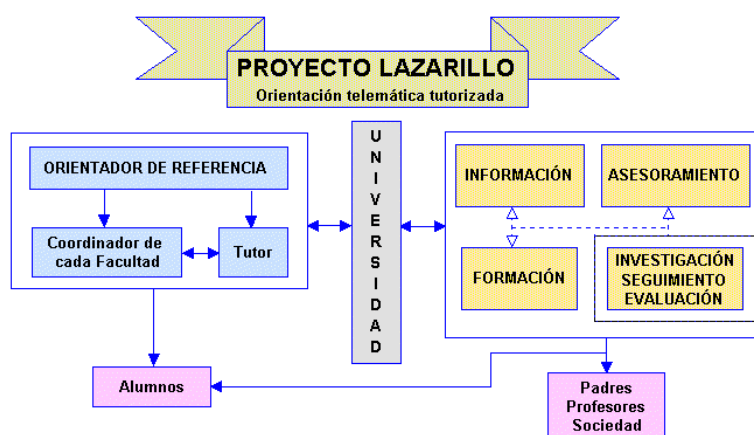 PROYECTO LAZARILLO
Orientación telemática tutorizada
ORIENTADOR DE REFERENCIA
Coordinador de
cada Facultad
Tutor
UNIVERSIDAD
INFORMACIÓN
ASESORAMIENTO
FORMACIÓN
INVESTIGACIÓN
SEGUIMIENTO
EVALUACIÓN
Alumnos
Padres
Profesores
Sociedad